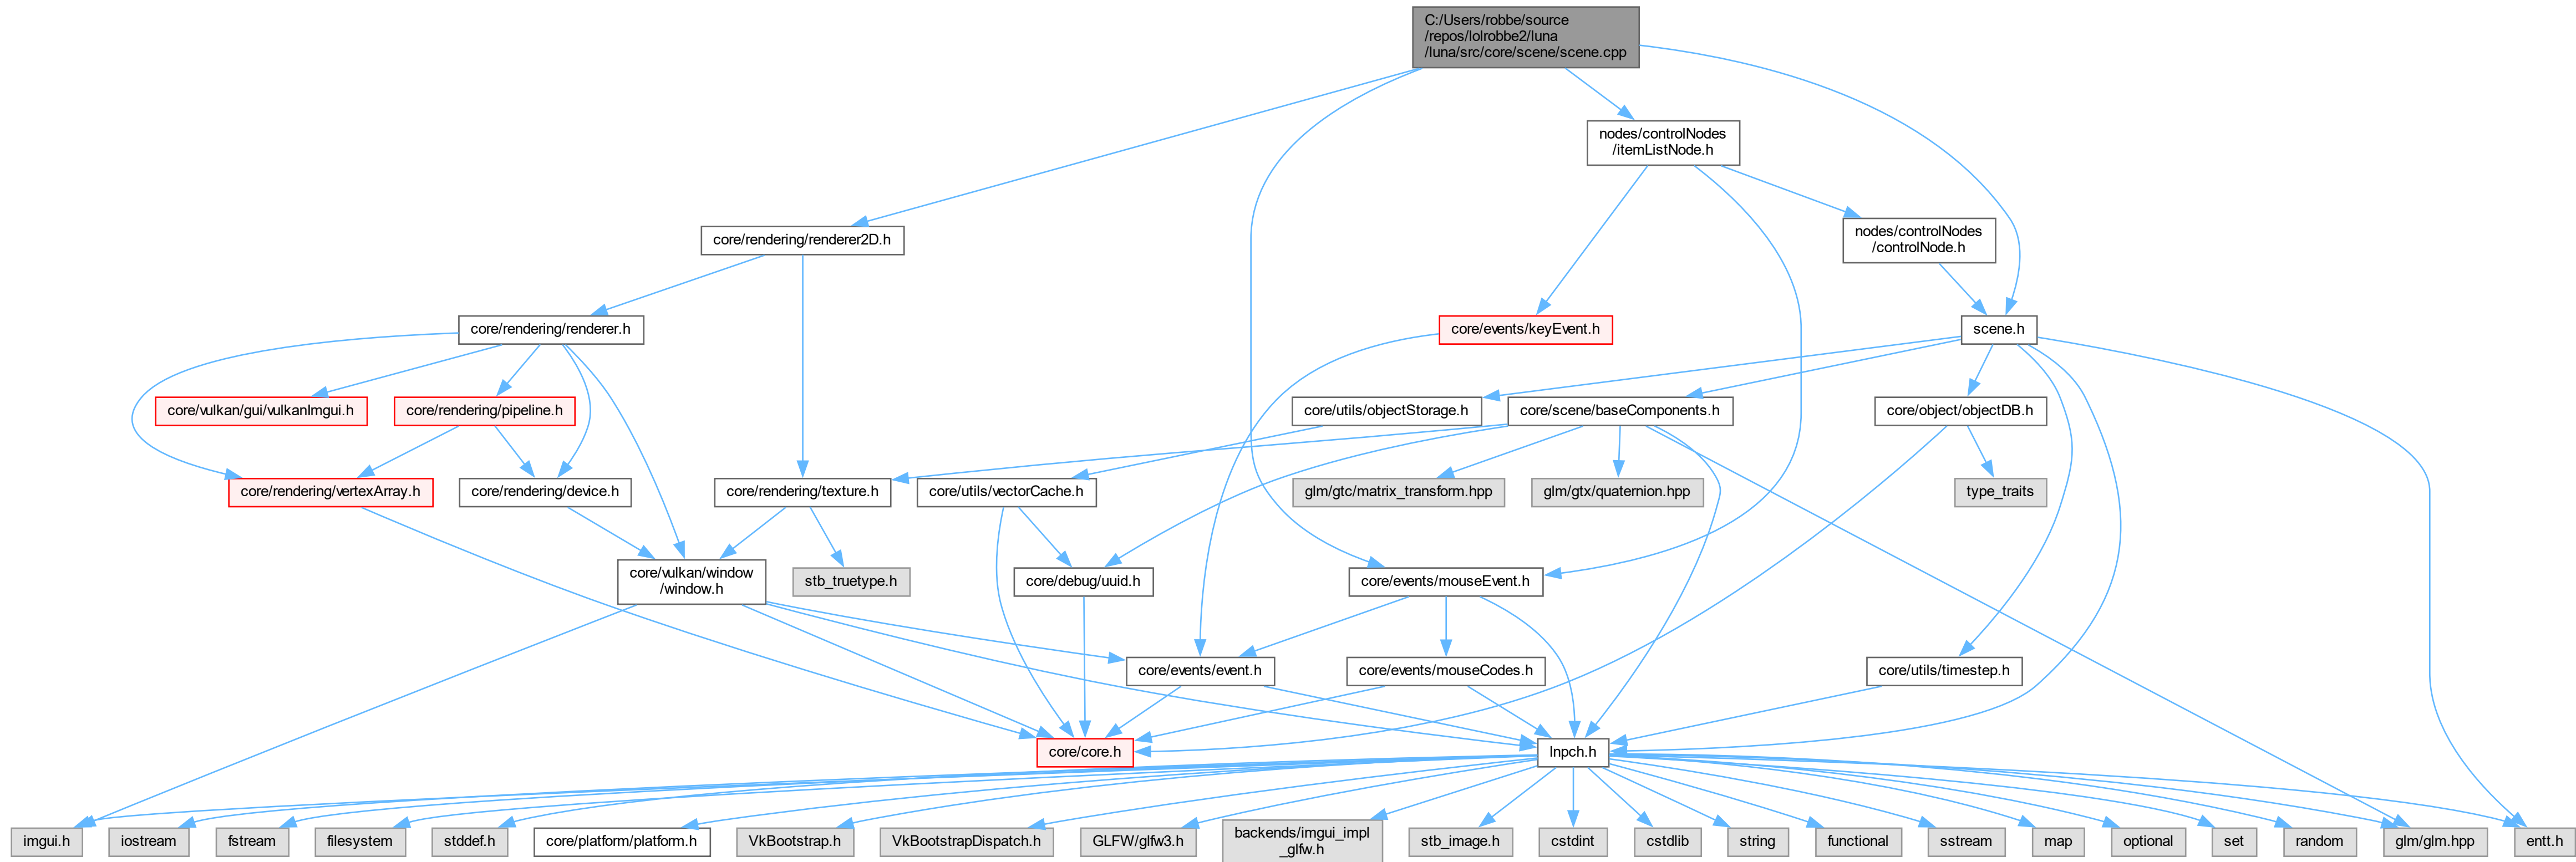 C:/Users/robbe/source
/repos/lolrobbe2/luna
/luna/src/core/scene/scene.cpp
nodes/controlNodes
/itemListNode.h
core/rendering/renderer2D.h
nodes/controlNodes
/controlNode.h
core/rendering/renderer.h
core/events/keyEvent.h
scene.h
core/vulkan/gui/vulkanImgui.h
core/rendering/pipeline.h
core/utils/objectStorage.h
core/scene/baseComponents.h
core/object/objectDB.h
core/rendering/vertexArray.h
core/rendering/device.h
core/rendering/texture.h
core/utils/vectorCache.h
glm/gtc/matrix_transform.hpp
glm/gtx/quaternion.hpp
type_traits
core/vulkan/window
/window.h
stb_truetype.h
core/debug/uuid.h
core/events/mouseEvent.h
core/events/event.h
core/events/mouseCodes.h
core/utils/timestep.h
core/core.h
lnpch.h
imgui.h
iostream
fstream
filesystem
stddef.h
core/platform/platform.h
VkBootstrap.h
VkBootstrapDispatch.h
GLFW/glfw3.h
backends/imgui_impl
_glfw.h
stb_image.h
cstdint
cstdlib
string
functional
sstream
map
optional
set
random
glm/glm.hpp
entt.h